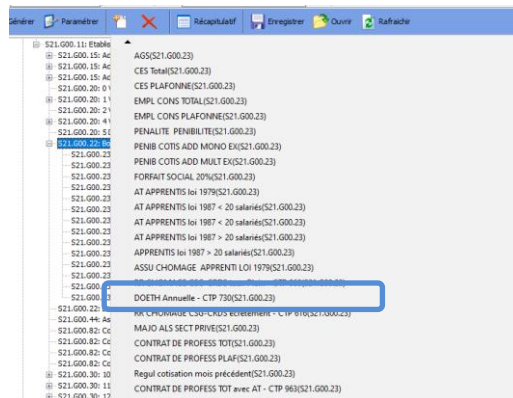 Générer Paramétrer Récapitulatif Enregistrer Ouvrir Rafraichir
S21.G00.11: Etablis
S21.G00.15: Ad
S21.G00.15: Ad
S21.G00.15: Ad
S21.G00.20: 0 V
S21.G00.20: 1 V
S21.G00.20: 2 V
S21.G00.20: 4 V
S21.G00.20: 5 D
S21.G00.22: Bo
S21.G00.23
S21.G00.23
S21.G00.23
S21.G00.23
S21.G00.23
S21.G00.23
S21.G00.23
S21.G00.23
S21.G00.23
S21.G00.23
S21.G00.23
S21.G00.23
S21.G00.23
S21.G00.22:
S21.G00.44: As
S21.G00.82: Co
S21.G00.82: Co
S21.G00.82: Co
S21.G00.82: Co
S21.G00.30: 10
S21.G00.30: 11
S21.G00.30: 12
AGS(S21.G00.23)
CES Total(S21.G00.23)
CES PLAFONNE(S21.G00.23)
EMPL CONS TOTAL(S21.G00.23)
EMPL CONS PLAFONNE(S21.G00.23)
PENALITE PENIBILITE(S21.G00.23)
PENIB COTIS ADD MONO EX(S21.G00.23)
PENIB COTIS ADD MULT EX(S21.G00.23)
FORFAIT SOCIAL 20%(S21.G00.23)
AT APPRENTIS loi 1979(S21.G00.23)
AT APPRENTIS loi 1987 < 20 salariés(S21.G00.23)
AT APPRENTIS loi 1987 < 20 salariés(S21.G00.23)
AT APPRENTIS loi 1987 > 20 salariés(S21.G00.23)
APPRENTIS loi 1987 > 20 salariés(S21.G00.23)
ASSU CHOMAGE APPRENTI LOI 1979(S21.G00.23)
DOETH Annuelle - CTP 730(S21.G00.23)
RR CHOMAGE CSG-CRDS écrêtement - CTP 616(S21.G00.23)
MAJO ALS SECT PRIVE(S21.G00.23)
CONTRAT DE PROFESS TOT(S21.G00.23)
CONTRAT DE PROFESS PLAF(S21.G00.23)
Regul cotisation mois précédent(S21.G00.23)
CONTRAT DE PROFESS TOT avec AT - CTP 963(S21.G00.23)